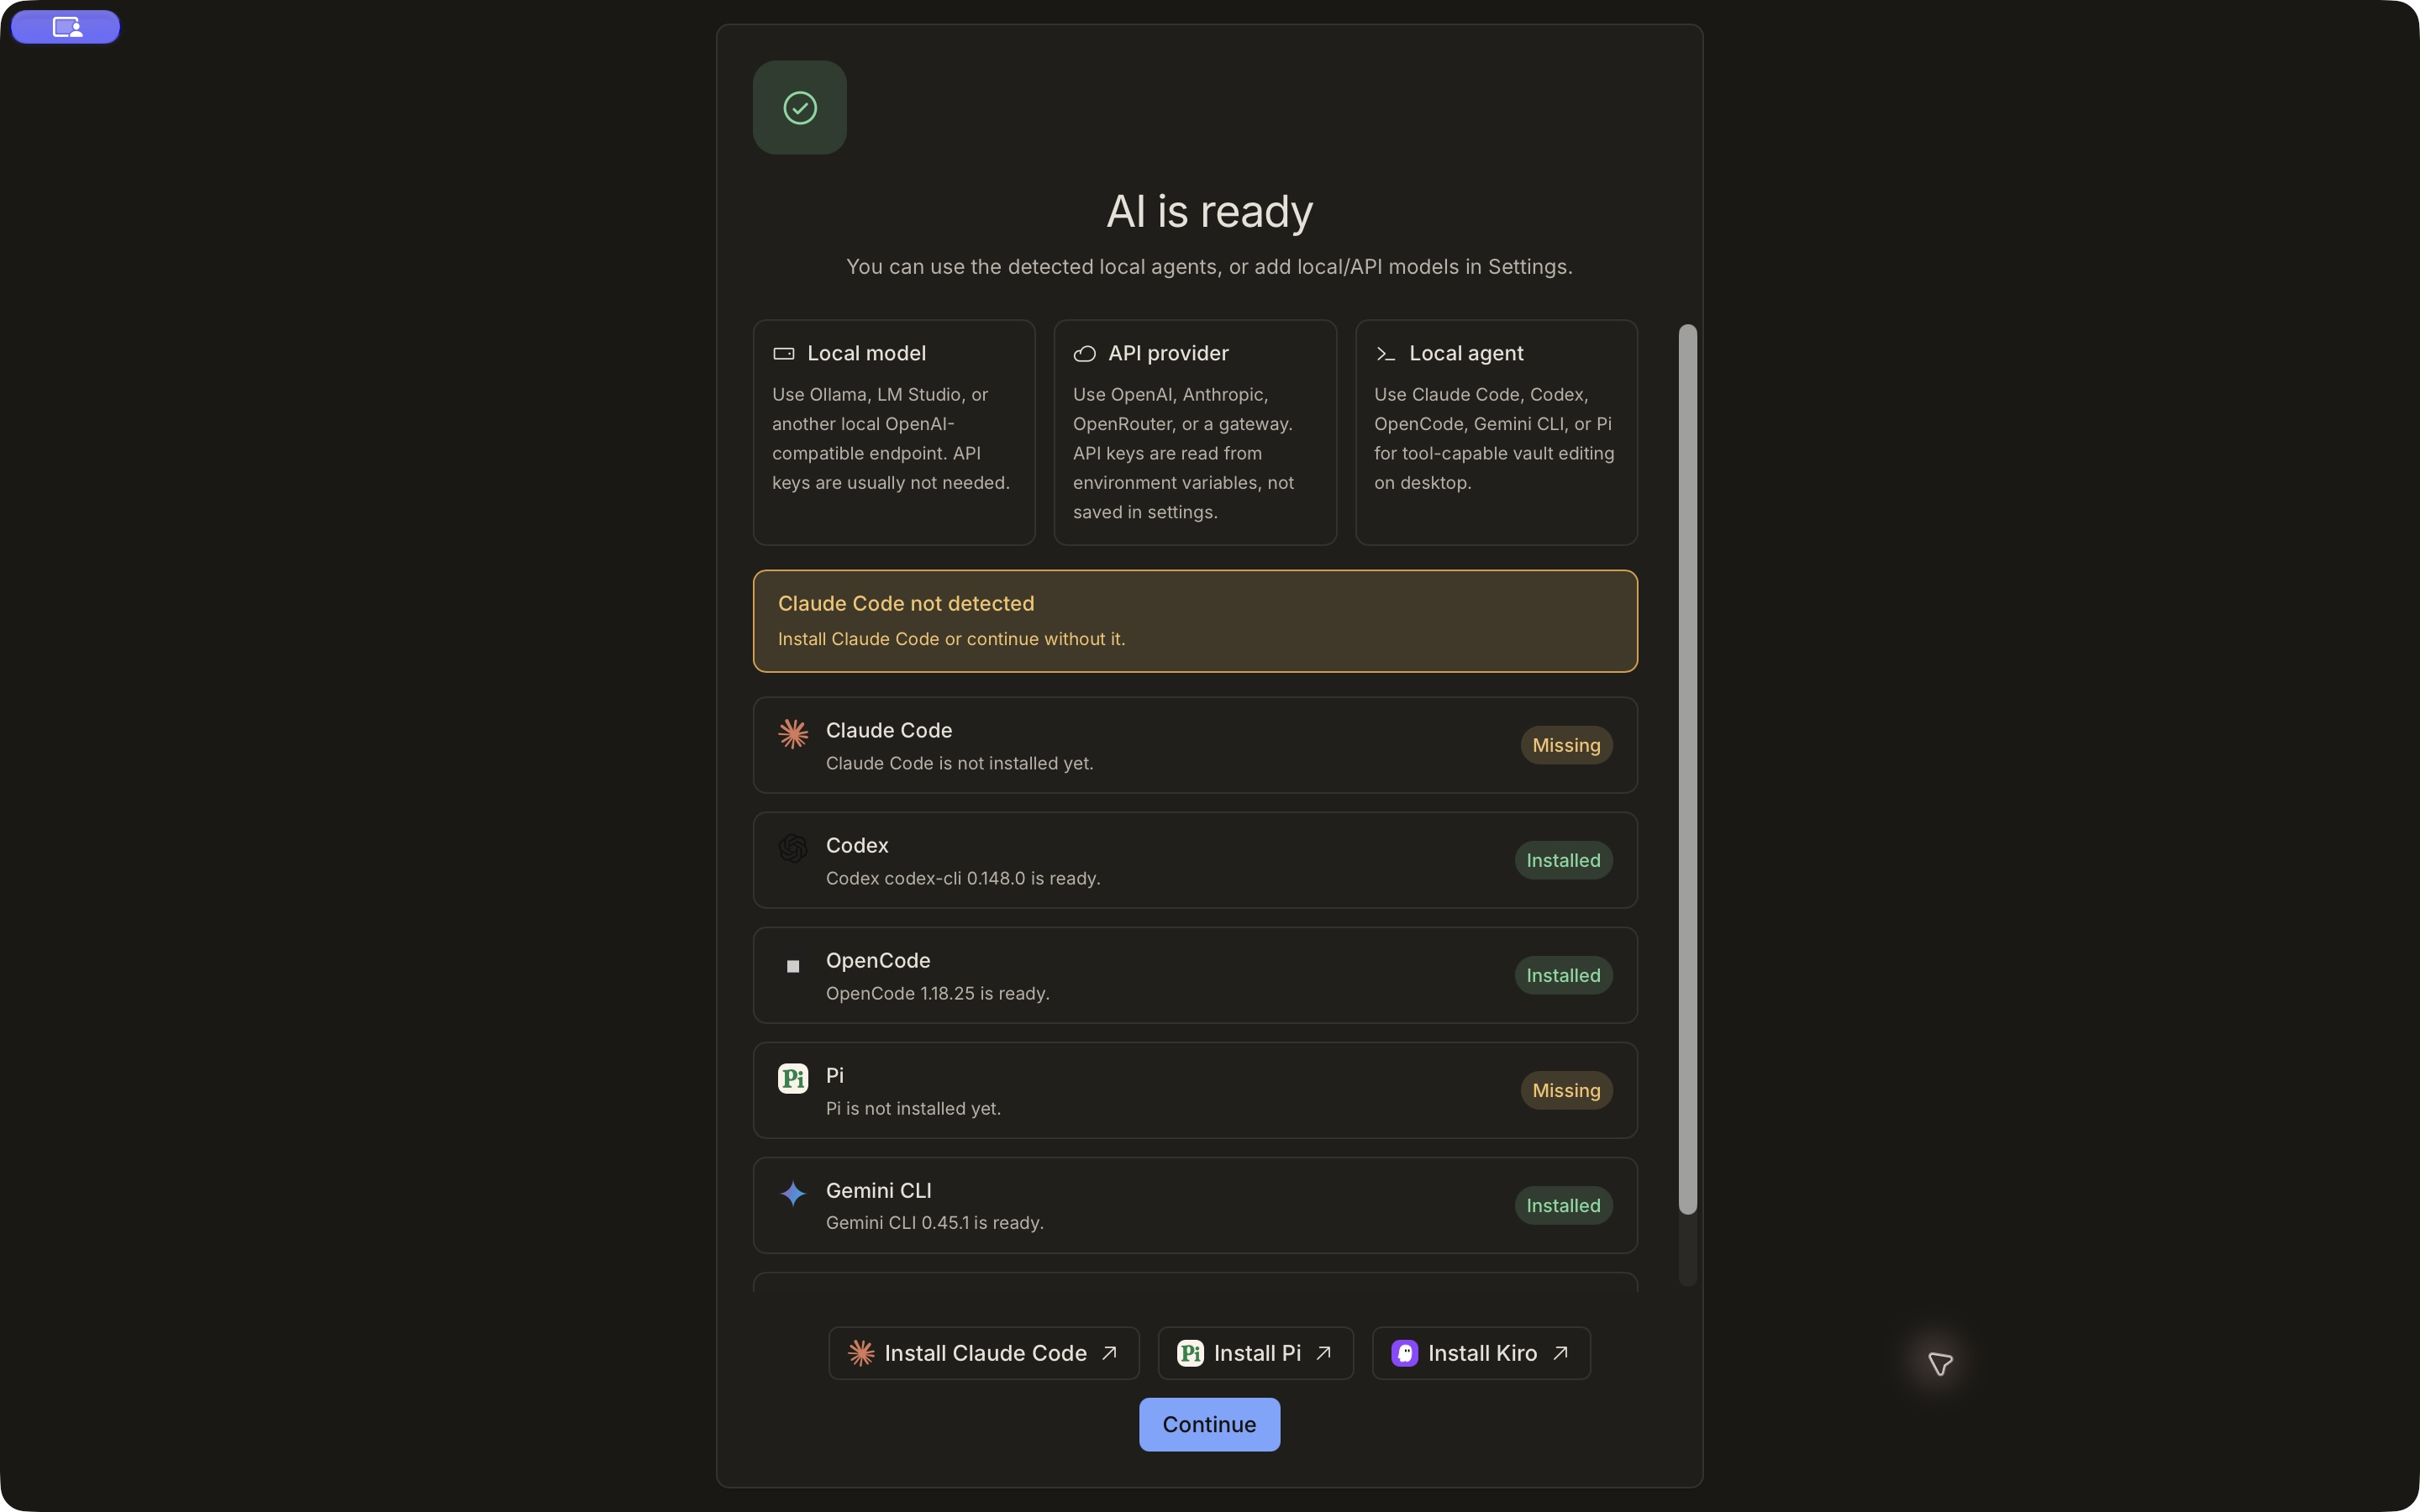 AI is ready
You can use the detected local agents, or add local/API models in Settings.
Local model
Use Ollama, LM Studio, or
another local OpenAI-
compatible endpoint. API
keys are usually not needed.
API provider
Use OpenAI, Anthropic,
OpenRouter, or a gateway.
API keys are read from
environment variables, not
saved in settings.
Local agent
Use Claude Code, Codex,
OpenCode, Gemini CLI, or Pi
for tool-capable vault editing
on desktop.
Claude Code not detected
Install Claude Code or continue without it.
Claude Code
Claude Code is not installed yet.
Missing
Codex
Codex codex-cli 0.148.0 is ready.
Installed
OpenCode
OpenCode 1.18.25 is ready.
Installed
Pi
Pi
Pi is not installed yet.
Missing
Gemini CLI
Gemini CLI 0.45.1 is ready.
Installed
Install Claude Code
Pi Install Pi
Install Kiro
Continue